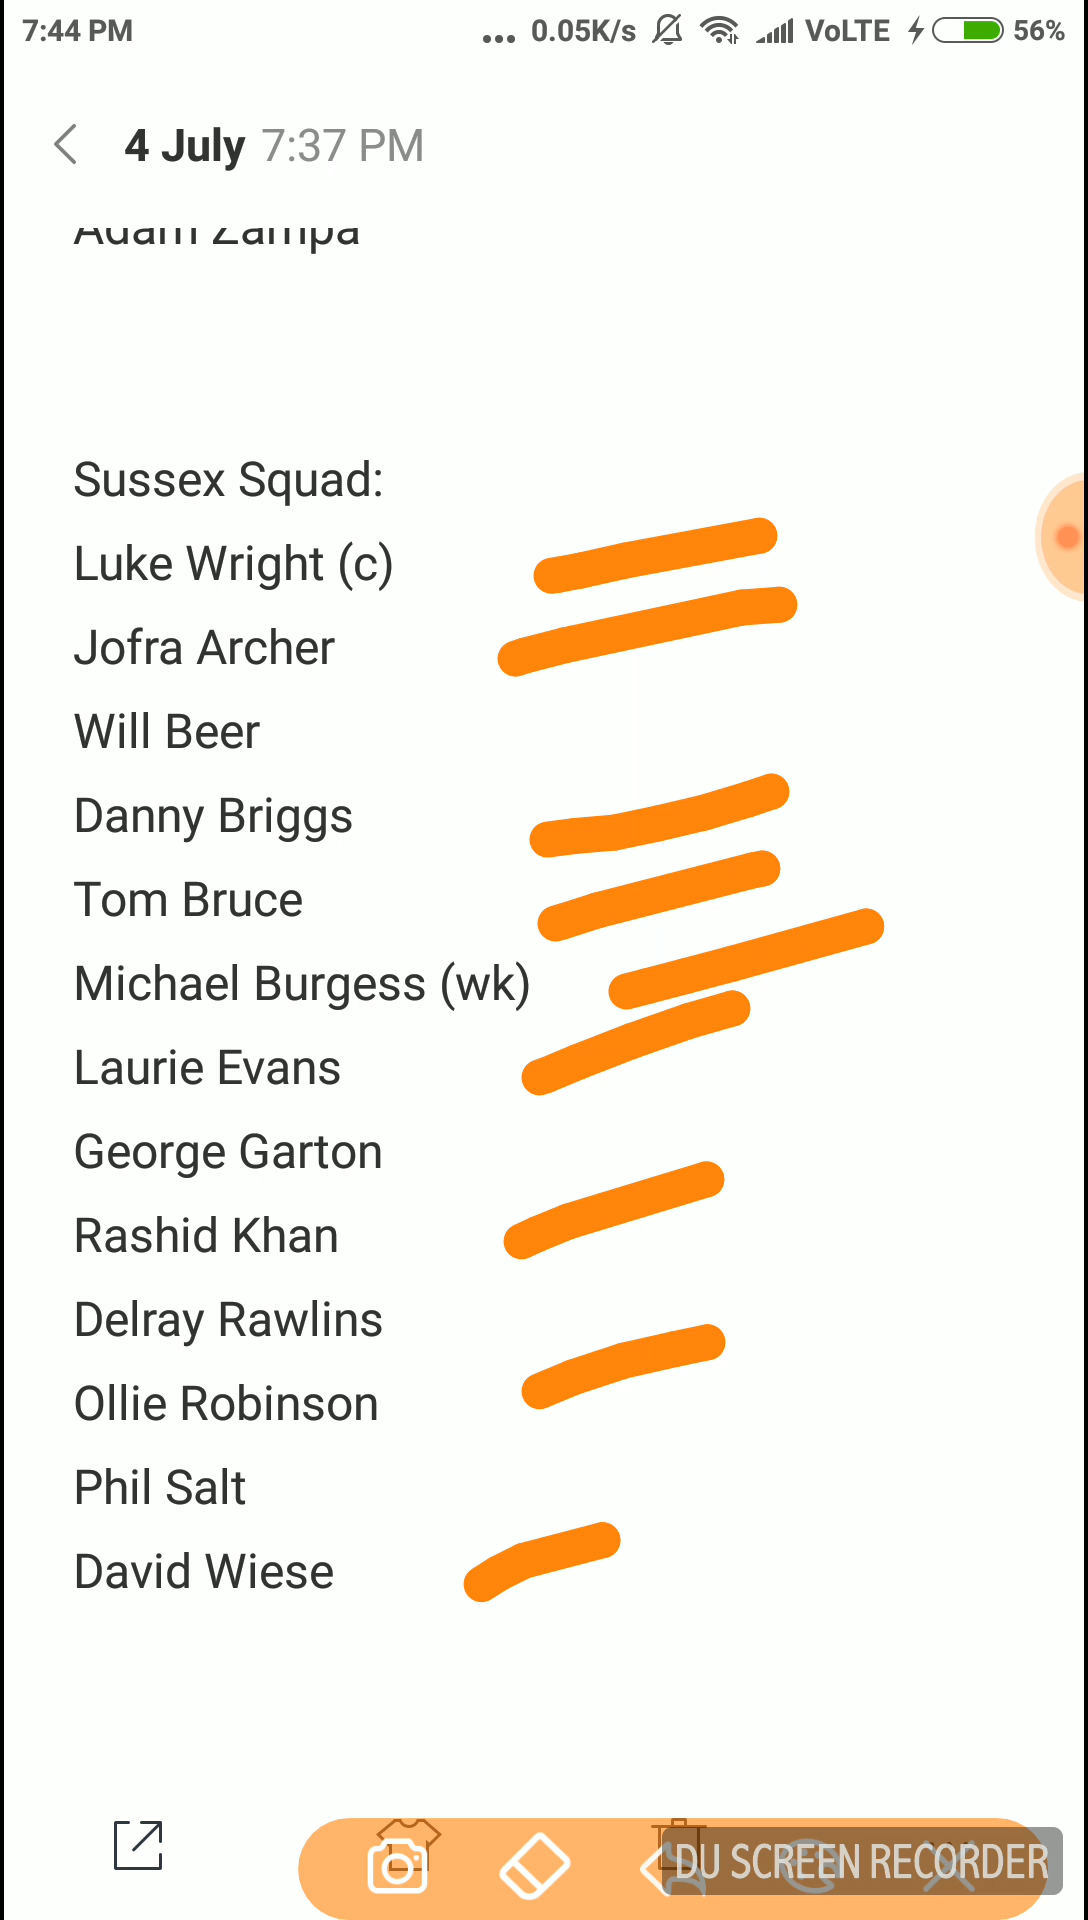 7:44 PM ... 0.05K/s VoLTE 56%
4 July 7:37 PM
Adam Zampa
Sussex Squad:
Luke Wright (c)
Jofra Archer
Will Beer
Danny Briggs
Tom Bruce
Michael Burgess (wk)
Laurie Evans
George Garton
Rashid Khan
Delray Rawlins
Ollie Robinson
Phil Salt
David Wiese
DU SCREEN RECORDER